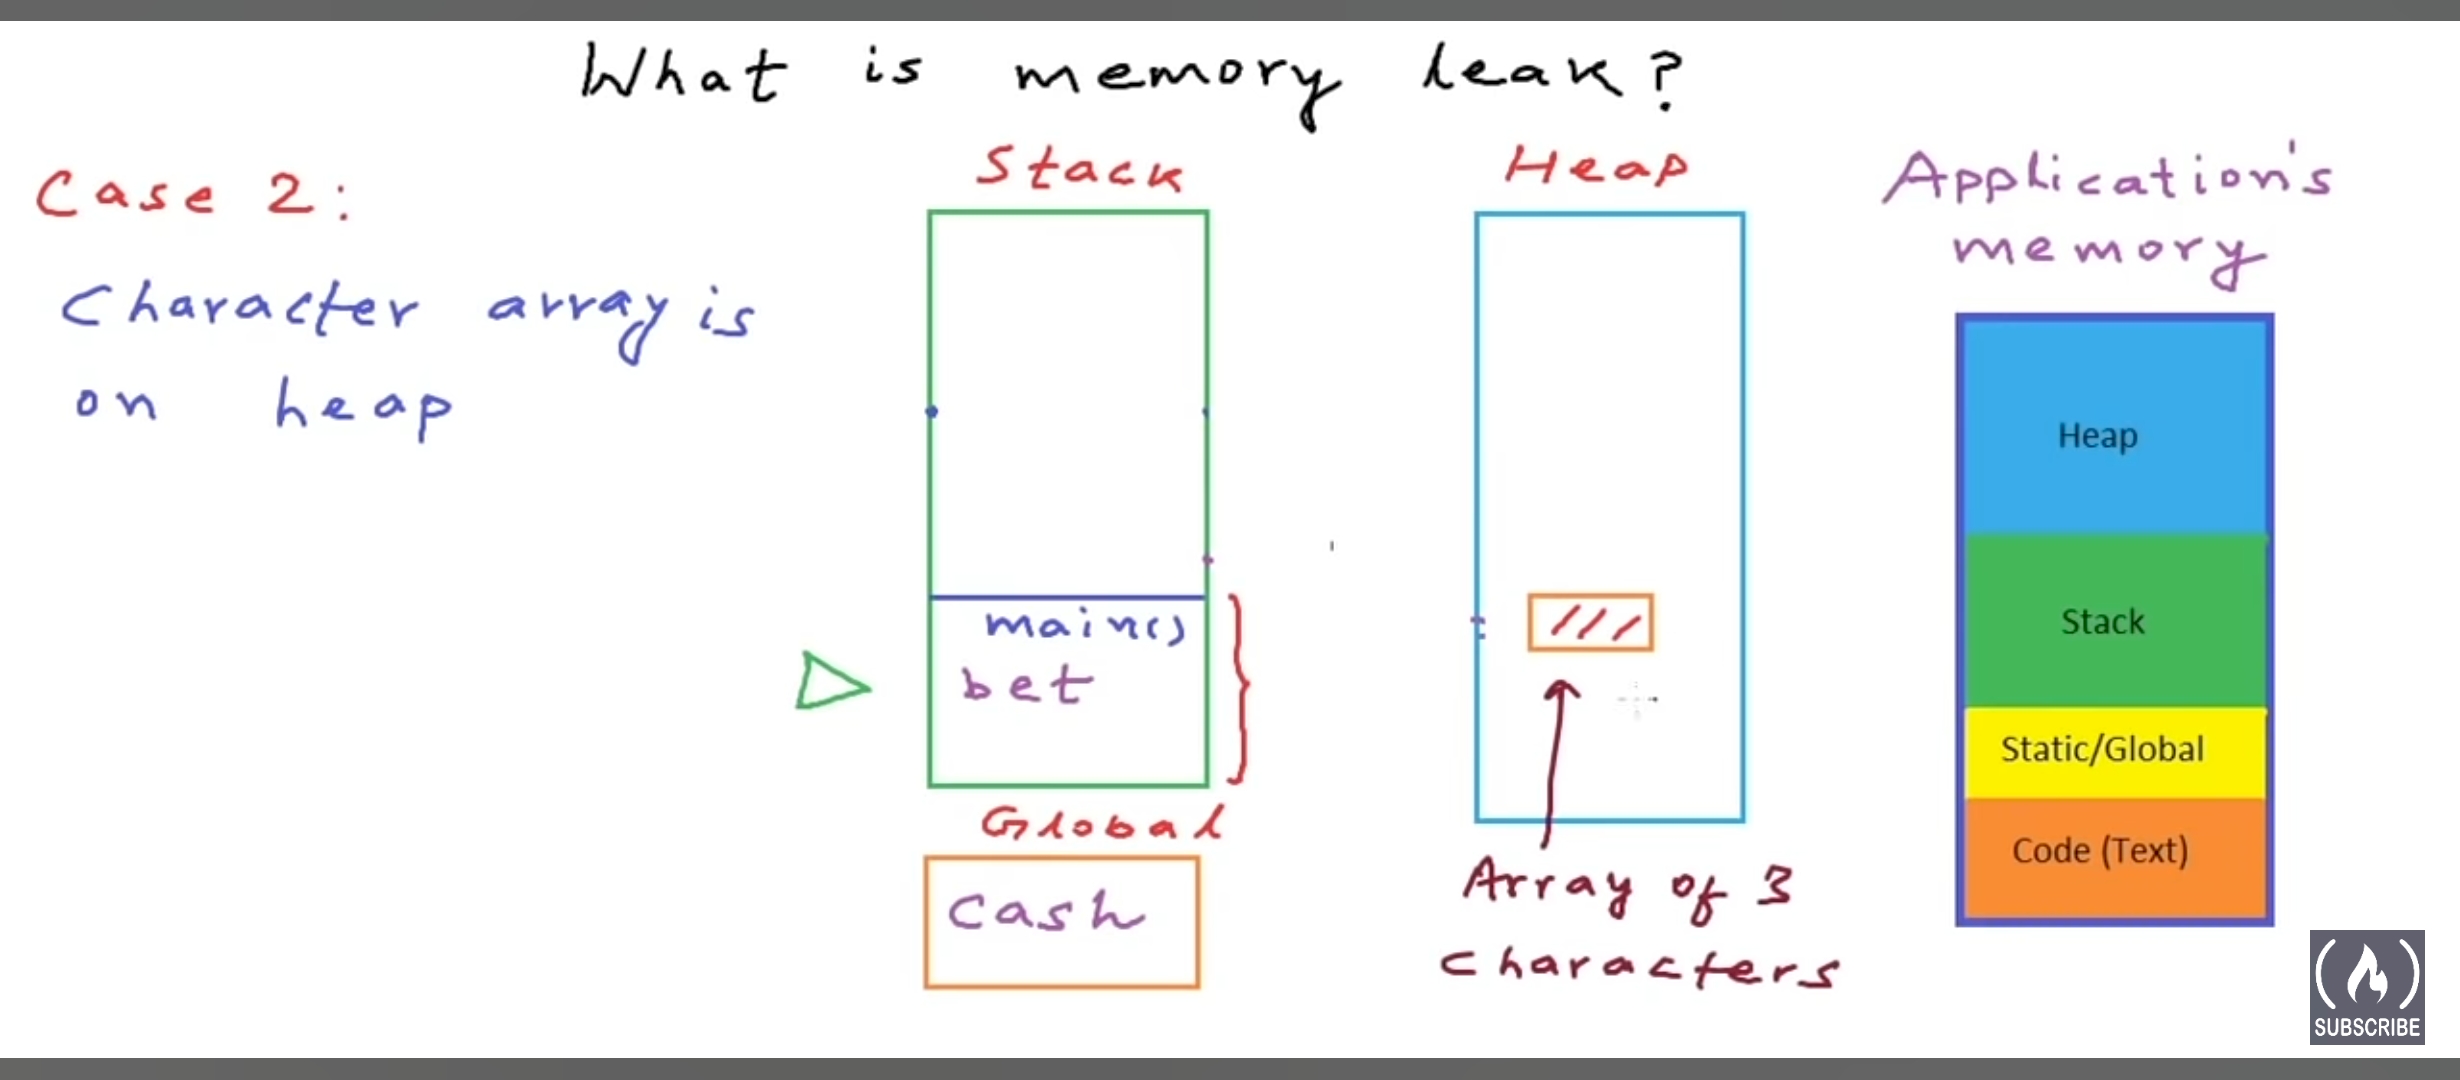 What is memory leak?
Case 2:
Character array is
on heap
Stack
main()
bet
Global
Cash
Heap
Array of 3
characters
Application's
memory
Heap
Stack
Static/Global
Code (Text)
SUBSCRIBE